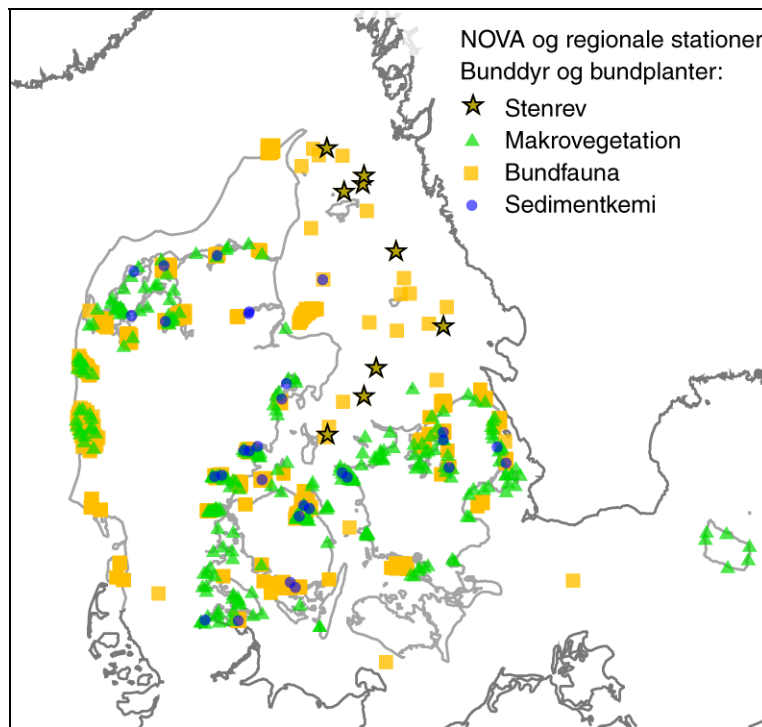 NOVA og regionale stationer
Bunddyr og bundplanter:
Stenrev
Makrovegetation
Bundfauna
Sedimentkemi